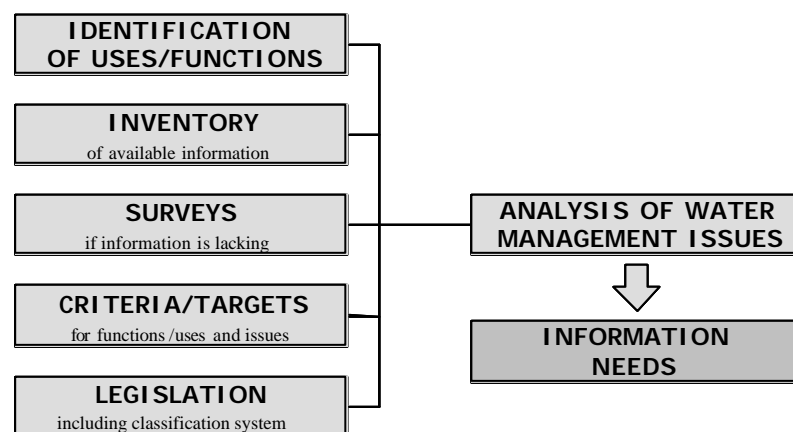 IDENTIFICATION
OF USES/FUNCTIONS
INVENTORY
of available information
SURVEYS
if information is lacking
CRITERIA/TARGETS
for functions /uses and issues
LEGISLATION
including classification system
ANALYSIS OF WATER
MANAGEMENT ISSUES
INFORMATION
NEEDS